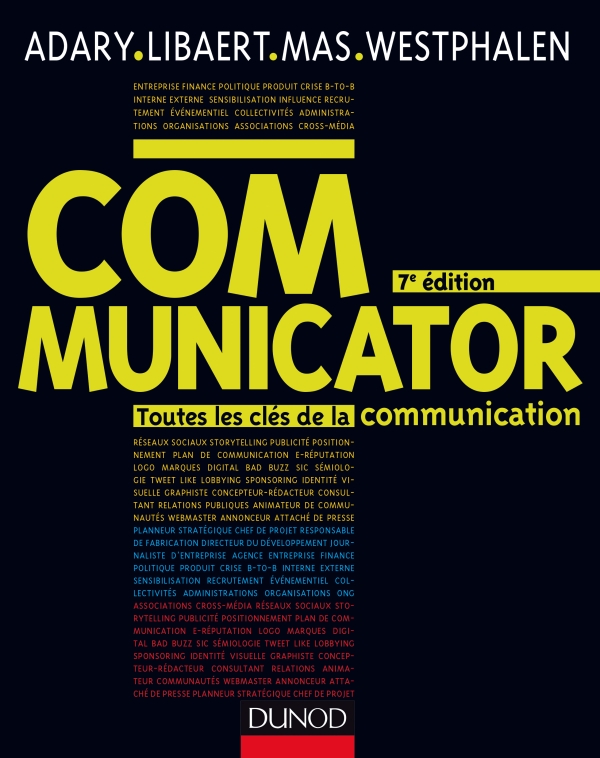 ADARY.LIBAERT.MAS.WESTPHALEN
ENTREPRISE FINANCE POLITIQUE PRODUIT CRISE B-TO-B
INTERNE EXTERNE SENSIBILISATION INFLUENCE RECRU-
TEMENT ÉVÉNEMENTIEL COLLECTIVITÉS ADMINISTRA-
TIONS ORGANISATIONS ASSOCIATIONS CROSS-MÉDIA
COM
7e édition
MUNICATOR
Toutes les clés de la communication
RÉSEAUX SOCIAUX STORYTELLING PUBLICITÉ POSITION-
NEMENT PLAN DE COMMUNICATION E-RÉPUTATION
LOGO MARQUES DIGITAL BAD BUZZ SIC SÉMIOLO-
GIE TWEET LIKE LOBBYING SPONSORING IDENTITÉ VI-
SUELLE GRAPHISTE CONCEPTEUR-RÉDACTEUR CONSUL-
TANT RELATIONS PUBLIQUES ANIMATEUR DE COMMU-
NAUTÉS WEBMASTER ANNONCEUR ATTACHÉ DE PRESSE
PLANNEUR STRATÉGIQUE CHEF DE PROJET RESPONSABLE
DE FABRICATION DIRECTEUR DU DÉVELOPPEMENT JOUR-
NALISTE D'ENTREPRISE AGENCE ENTREPRISE FINANCE
POLITIQUE PRODUIT CRISE B-TO-B INTERNE EXTERNE
SENSIBILISATION RECRUTEMENT ÉVÉNEMENTIEL COL-
LECTIVITÉS ADMINISTRATIONS ORGANISATIONS ONG
ASSOCIATIONS CROSS-MÉDIA RÉSEAUX SOCIAUX STO-
RYTELLING PUBLICITÉ POSITIONNEMENT PLAN DE COM-
MUNICATION E-RÉPUTATION LOGO MARQUES DIGI-
TAL BAD BUZZ SIC SÉMIOLOGIE TWEET LIKE LOBBYING
SPONSORING IDENTITÉ VISUELLE GRAPHISTE CONCEP-
TEUR-RÉDACTEUR CONSULTANT RELATIONS ANIMA-
TEUR COMMUNAUTÉS WEBMASTER ANNONCEUR ATTA-
CHÉ DE PRESSE PLANNEUR STRATÉGIQUE CHEF DE PROJET
DUNOD